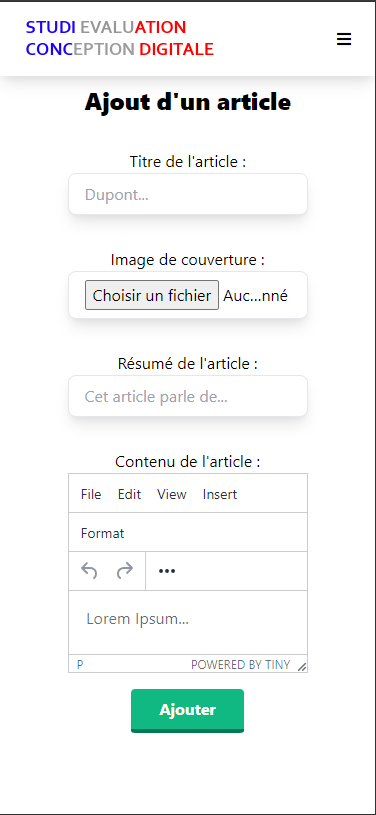 STUDI EVALUATION
CONCEPTION DIGITALE
Ajout d'un article
Titre de l'article :
Dupont...
Image de couverture :
Choisir un fichier Auc...nné
Résumé de l'article :
Cet article parle de...
Contenu de l'article :
File Edit View Insert
Format
Lorem Ipsum...
P POWERED BY TINY
Ajouter